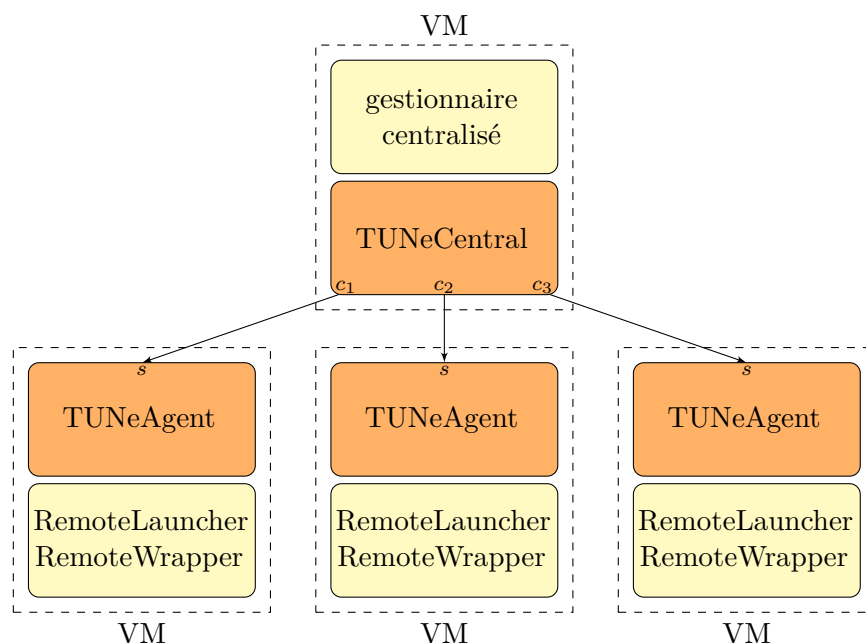 VM
gestionnaire
centralisé
TUNeCentral
c1 c2 c3
s s s
TUNeAgent TUNeAgent TUNeAgent
RemoteLauncher RemoteLauncher RemoteLauncher
RemoteWrapper RemoteWrapper RemoteWrapper
VM VM VM